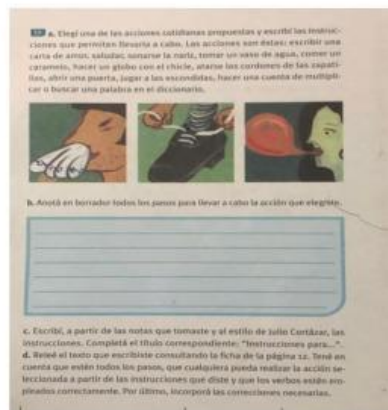 a. Elegí una de las acciones cotidianas propuestas y escribí las instruc-
ciones que permitan llevarla a cabo. Las acciones son éstas: escribir una
carta de amor, saludar, sonarse la nariz, tomar un vaso de agua, comer un
caramelo, hacer un globo con el chicle, atarse los cordones de las zapati-
llas, abrir una puerta, jugar a las escondidas, hacer una cuenta de multipli-
car o buscar una palabra en el diccionario.
b. Anotá en borrador todos los pasos para llevar a cabo la acción que elegiste.
c. Escribí, a partir de las notas que tomaste y al estilo de Julio Cortázar, las
instrucciones. Completá el título correspondiente: "Instrucciones para...".
d. Releé el texto que escribiste consultando la ficha de la página 12. Tené en
cuenta que estén todos los pasos, que cualquiera pueda realizar la acción se-
leccionada a partir de las instrucciones que diste y que los verbos estén em-
pleados correctamente. Por último, incorporá las correcciones necesarias.